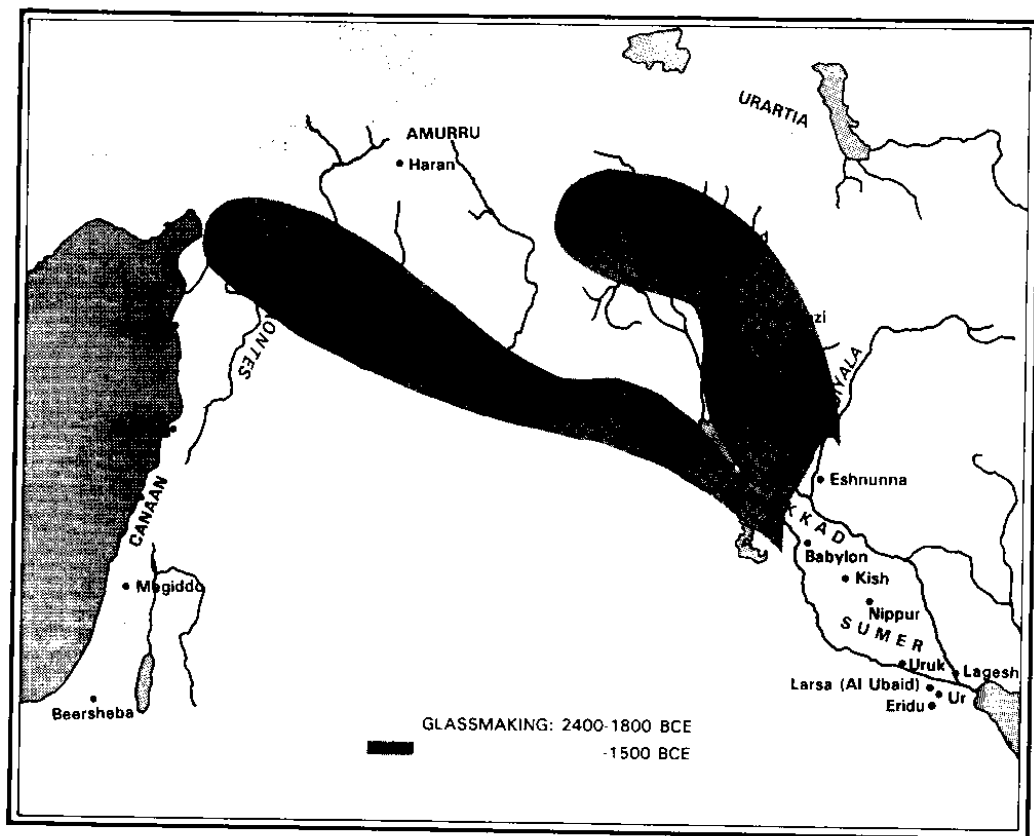 URARTIA
AMURRU
Haran
ONTES
zi
IYALA
Eshnunna
CANAAN
KKAD
Babylon
Megiddo
Kish
Nippur
SUMER
Uruk
Lagesh
Larsa (Al Ubaid)
Ur
Eridu
Beersheba
GLASSMAKING: 2400-1800 BCE
-1500 BCE